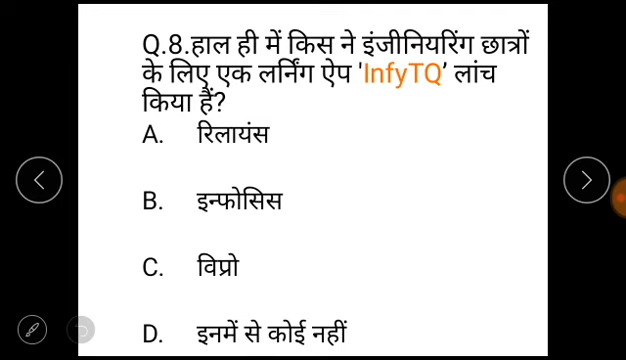 Q.8.हाल ही में किस ने इंजीनियरिंग छात्रों
के लिए एक लर्निंग ऐप 'InfyTQ’ लांच
किया हैं?
A. रिलायंस
B. इन्फोसिस
C. विप्रो
D. इनमें से कोई नहीं